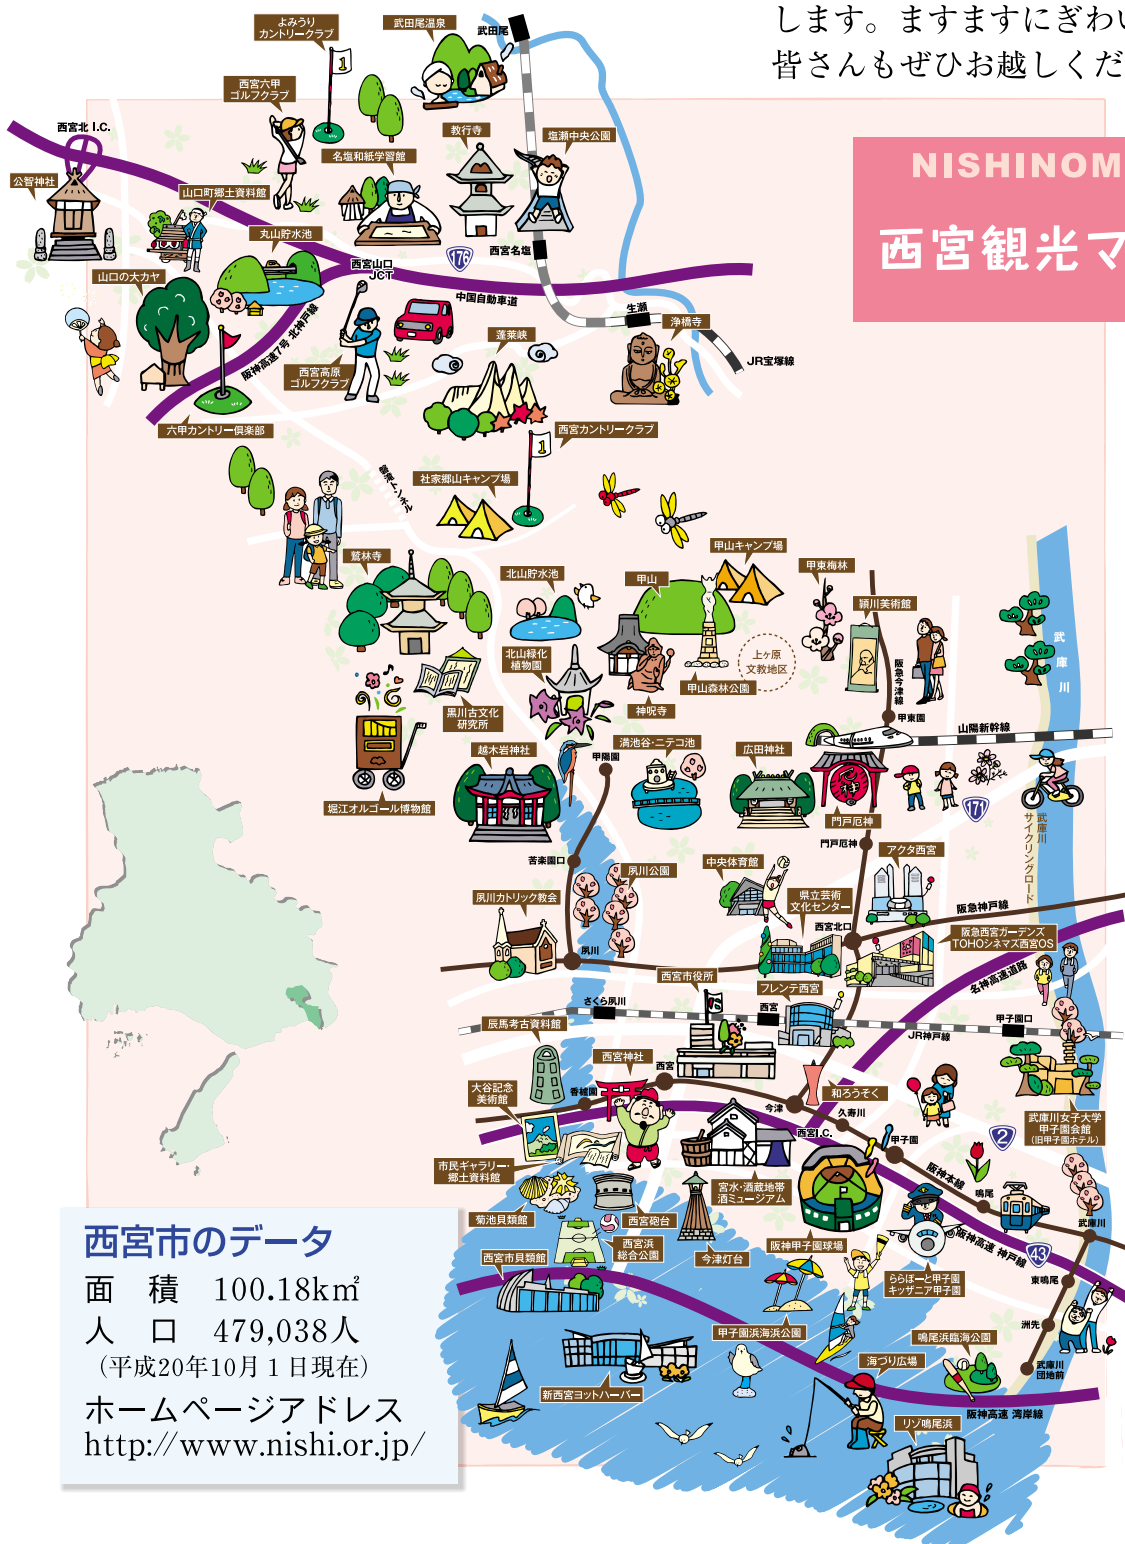 します。ますますにぎわい
皆さんもぜひお越しくだ
NISHINOM
西宮観光マ
よみうり
カントリークラブ
武田尾温泉
武田尾
西宮六甲
ゴルフクラブ
西宮北 I.C.
教行寺
塩瀬中央公園
名塩和紙学習館
公智神社
山口町郷土資料館
丸山貯水池
西宮名塩
176
西宮山口
JCT
山口の大カヤ
中国自動車道
生瀬
浄橋寺
阪神高速7号 北神戸線
蓬莱峡
JR宝塚線
西宮高原
ゴルフクラブ
六甲カントリー倶楽部
1
西宮カントリークラブ
1
盤滝トンネル
社家郷山キャンプ場
鷲林寺
北山貯水池
甲山
甲山キャンプ場
甲東梅林
頴川美術館
武庫川
北山緑化
植物園
上ヶ原
文教地区
阪急今津線
甲山森林公園
神呪寺
黒川古文化
研究所
甲東園
山陽新幹線
越木岩神社
甲陽園
満池谷・ニテコ池
広田神社
厄神
171
堀江オルゴール博物館
門戸厄神
武庫川
サイクリングロード
苦楽園口
門戸厄神
夙川公園
中央体育館
アクタ西宮
夙川カトリック教会
県立芸術
文化センター
阪急神戸線
西宮北口
阪急西宮ガーデンズ
TOHOシネマズ西宮OS
夙川
西宮市役所
フレンテ西宮
名神高速道路
さくら夙川
西宮
甲子園口
辰馬考古資料館
JR神戸線
西宮神社
西宮
大谷記念
美術館
香櫨園
今津
和ろうそく
久寿川
武庫川女子大学
甲子園会館
(旧甲子園ホテル)
西宮I.C.
甲子園
2
市民ギャラリー・
郷土資料館
阪神本線
宮水・酒蔵地帯
酒ミュージアム
鳴尾
菊池貝類館
西宮砲台
武庫川
西宮浜
総合公園
今津灯台
阪神甲子園球場
阪神高速 神戸線
43
西宮市貝類館
ららぽーと甲子園
キッザニア甲子園
東鳴尾
甲子園浜海浜公園
鳴尾浜臨海公園
洲先
海づり広場
武庫川
団地前
新西宮ヨットハーバー
阪神高速 湾岸線
リゾ鳴尾浜
西宮市のデータ
面　積　100.18k㎡
人　口　479,038人
（平成20年10月１日現在）
ホームページアドレス
http://www.nishi.or.jp/